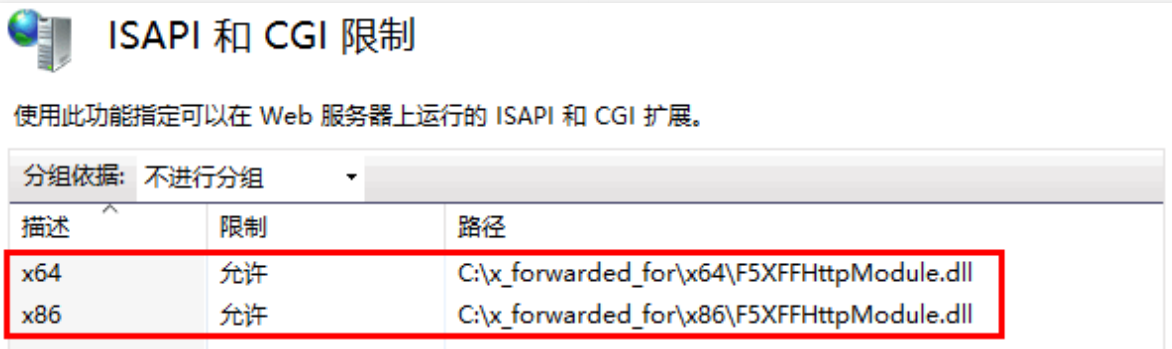 ISAPI 和 CGI 限制
使用此功能指定可以在 Web 服务器上运行的 ISAPI 和 CGI 扩展。
分组依据: 不进行分组
描述 限制 路径
x64 允许 C:\x_forwarded_for\x64\F5XFFHttpModule.dll
x86 允许 C:\x_forwarded_for\x86\F5XFFHttpModule.dll